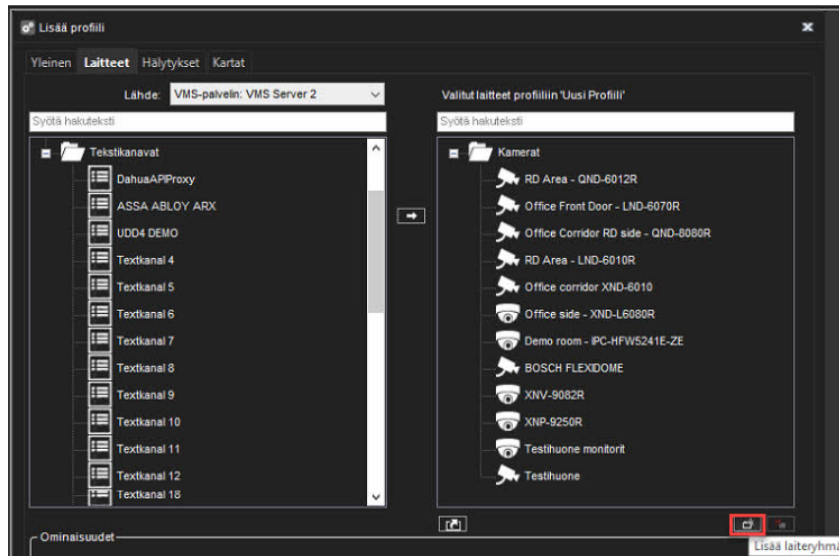 Lisää profiili
Yleinen Laitteet Hälytykset Kartat
Lähde: VMS-palvelin: VMS Server 2
Syötä hakuteksti
Tekstikanavat
DahuaAPIProxy
ASSA ABLOY ARX
UDD4 DEMO
Textkanal 4
Textkanal 5
Textkanal 6
Textkanal 7
Textkanal 8
Textkanal 9
Textkanal 10
Textkanal 11
Textkanal 12
Textkanal 18
Valitut laitteet profiiliin 'Uusi Profiili'
Syötä hakuteksti
Kamerat
RD Area - QND-6012R
Office Front Door - LND-6070R
Office Corridor RD side - QND-8080R
RD Area - LND-6010R
Office corridor XND-6010
Office side - XND-L6080R
Demo room - IPC-HFW5241E-ZE
BOSCH FLEXIDOME
XNV-9082R
XNP-9250R
Testihuone monitorit
Testihuone
Ominaisuudet
Lisää laiteryhmä